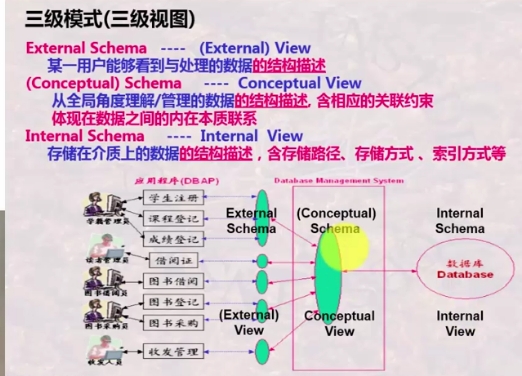 三级模式(三级视图)
External Schema ---- (External) View
某一用户能够看到与处理的数据的结构描述
(Conceptual) Schema ---- Conceptual View
从全局角度理解/管理的数据的结构描述, 含相应的关联约束
体现在数据之间的内在本质联系
Internal Schema ---- Internal View
存储在介质上的数据的结构描述，含存储路径、存储方式 、索引方式等
应用程序(DBAP)
Database Management System
学生注册
课程登记
成绩登记
学籍管理员
借阅证
读者管理员
图书借阅
图书借阅员
图书登记
图书采购
图书采购员
收发管理
收发人员
External Schema
(Conceptual) Schema
Internal Schema
数据库
Database
(External) View
Conceptual View
Internal View